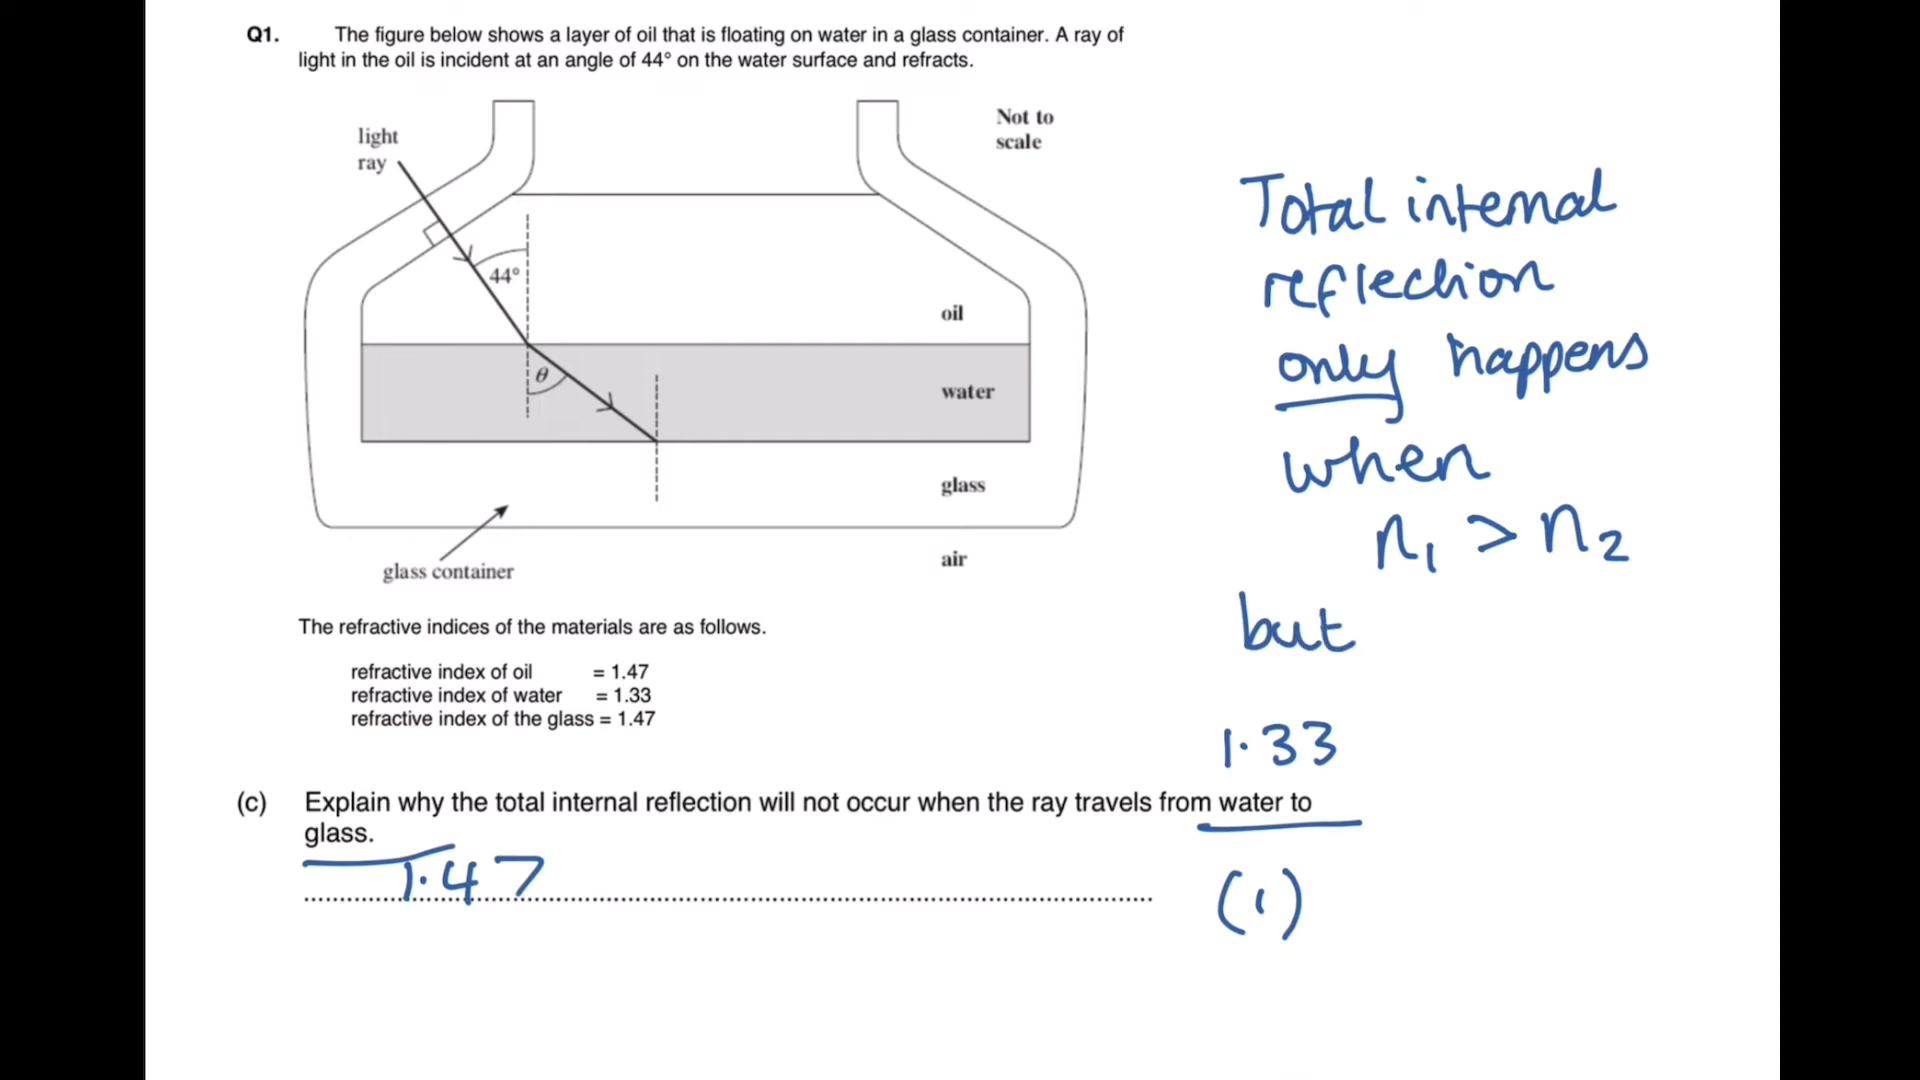 Q1. The figure below shows a layer of oil that is floating on water in a glass container. A ray of
light in the oil is incident at an angle of 44° on the water surface and refracts.
light
ray
Not to
scale
44°
oil
θ
water
glass
glass container
air
The refractive indices of the materials are as follows.
refractive index of oil = 1.47
refractive index of water = 1.33
refractive index of the glass = 1.47
(c) Explain why the total internal reflection will not occur when the ray travels from water to
glass.
1.47
Total internal
reflection
only happens
when
n₁ > n₂
but
1.33
(1)